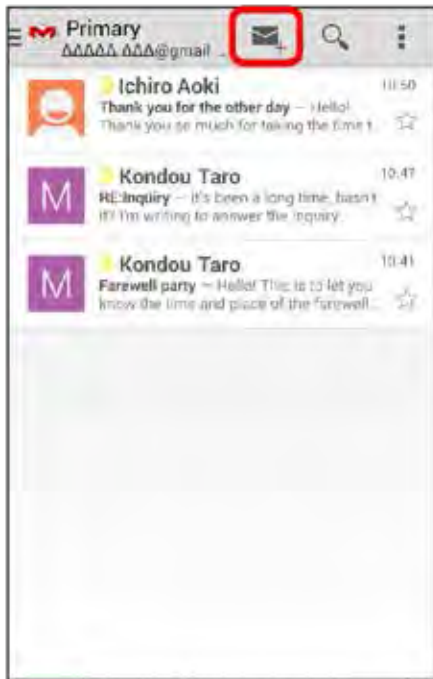 Primary
ΔΔΔΔΔ.ΔΔΔ@gmail ...
Ichiro Aoki
10:50
Thank you for the other day – Hello!
Thank you so much for taking the time t..
M
Kondou Taro
10:47
RE:Inquiry – It's been a long time, hasn't
it? I'm writing to answer the inquiry.
M
Kondou Taro
10:41
Farewell party – Hello! This is to let you
know the time and place of the farewell...